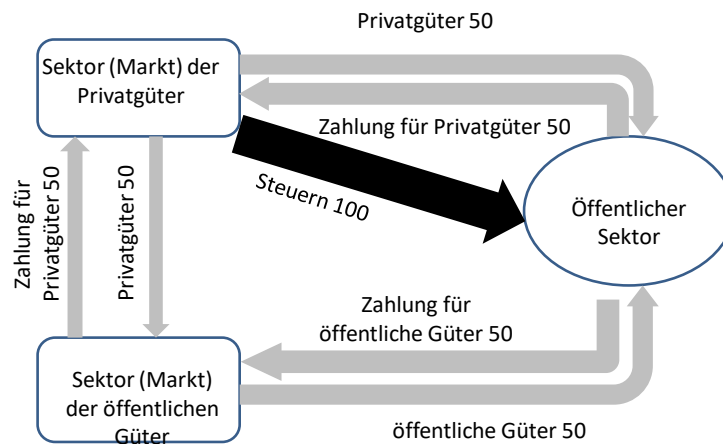 Privatgüter 50
Sektor (Markt) der
Privatgüter
Zahlung für Privatgüter 50
Steuern 100
Öffentlicher
Sektor
Zahlung für
Privatgüter 50
Privatgüter 50
Zahlung für
öffentliche Güter 50
Sektor (Markt)
der öffentlichen
Güter
öffentliche Güter 50